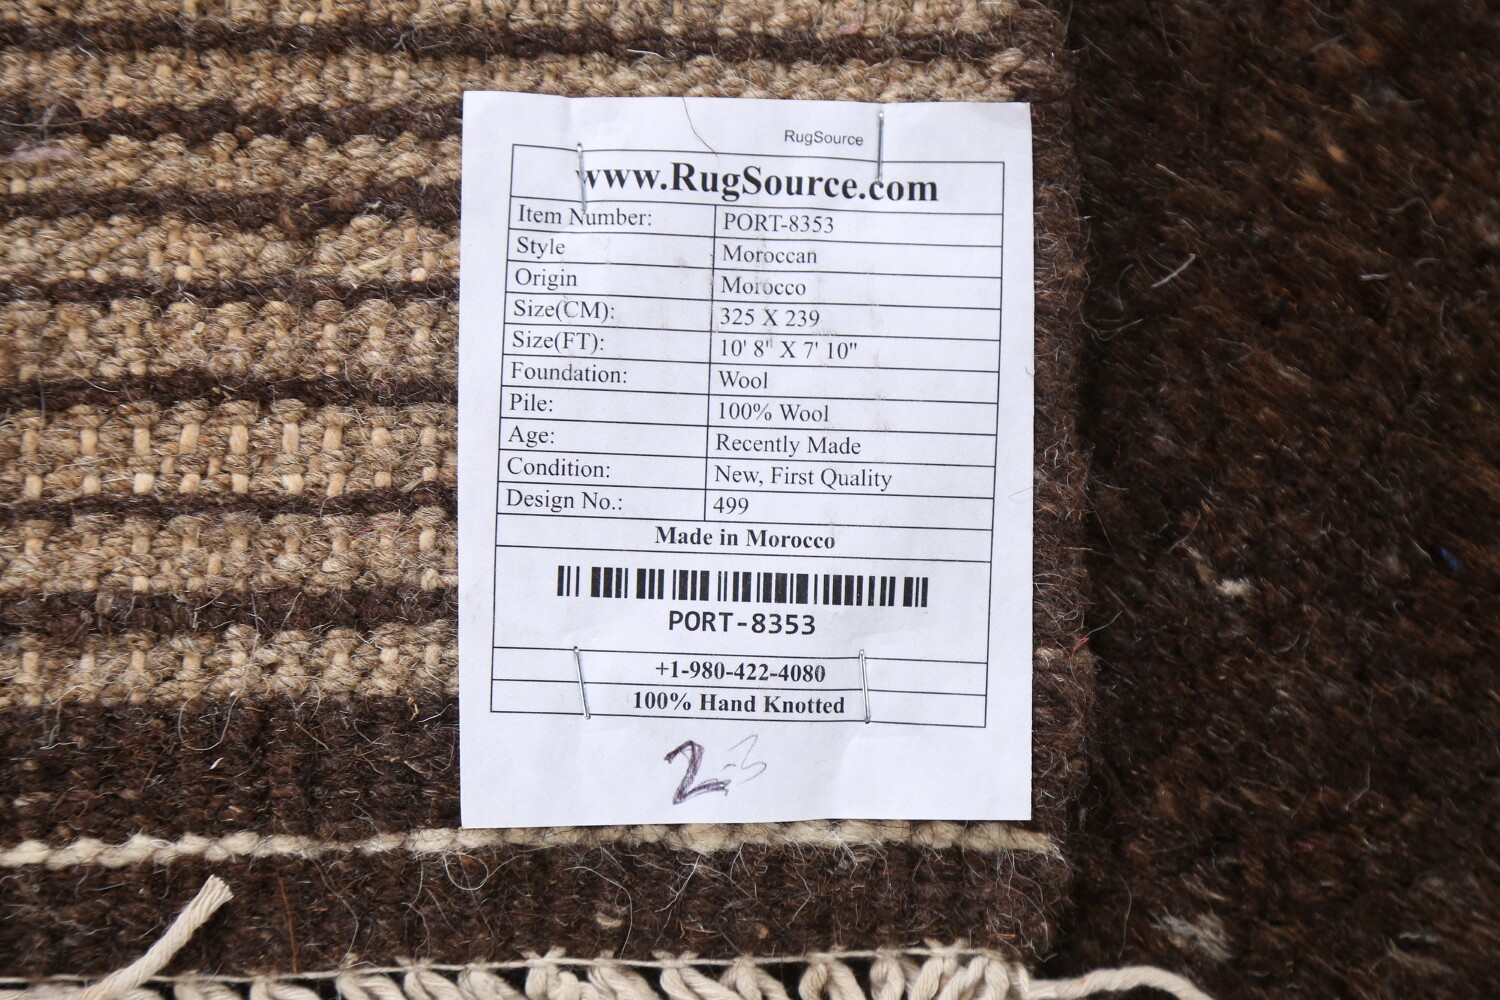 RugSource
www.RugSource.com
Item Number: PORT-8353
Style Moroccan
Origin Morocco
Size(CM): 325 X 239
Size(FT): 10' 8" X 7' 10"
Foundation: Wool
Pile: 100% Wool
Age: Recently Made
Condition: New, First Quality
Design No.: 499
Made in Morocco
PORT-8353
+1-980-422-4080
100% Hand Knotted
2-3